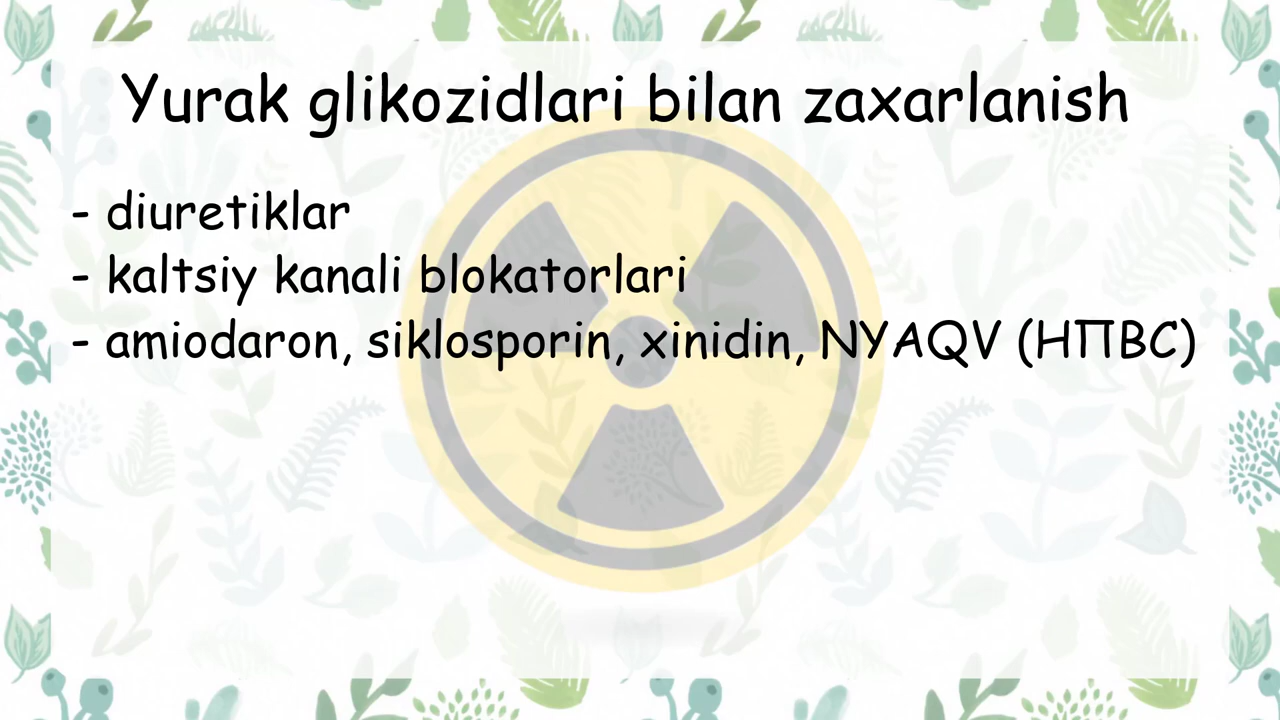 Yurak glikozidlari bilan zaxarlanish
- diuretiklar
- kaltsiy kanali blokatorlari
- amiodaron, siklosporin, xinidin, NYAQV (НПВС)